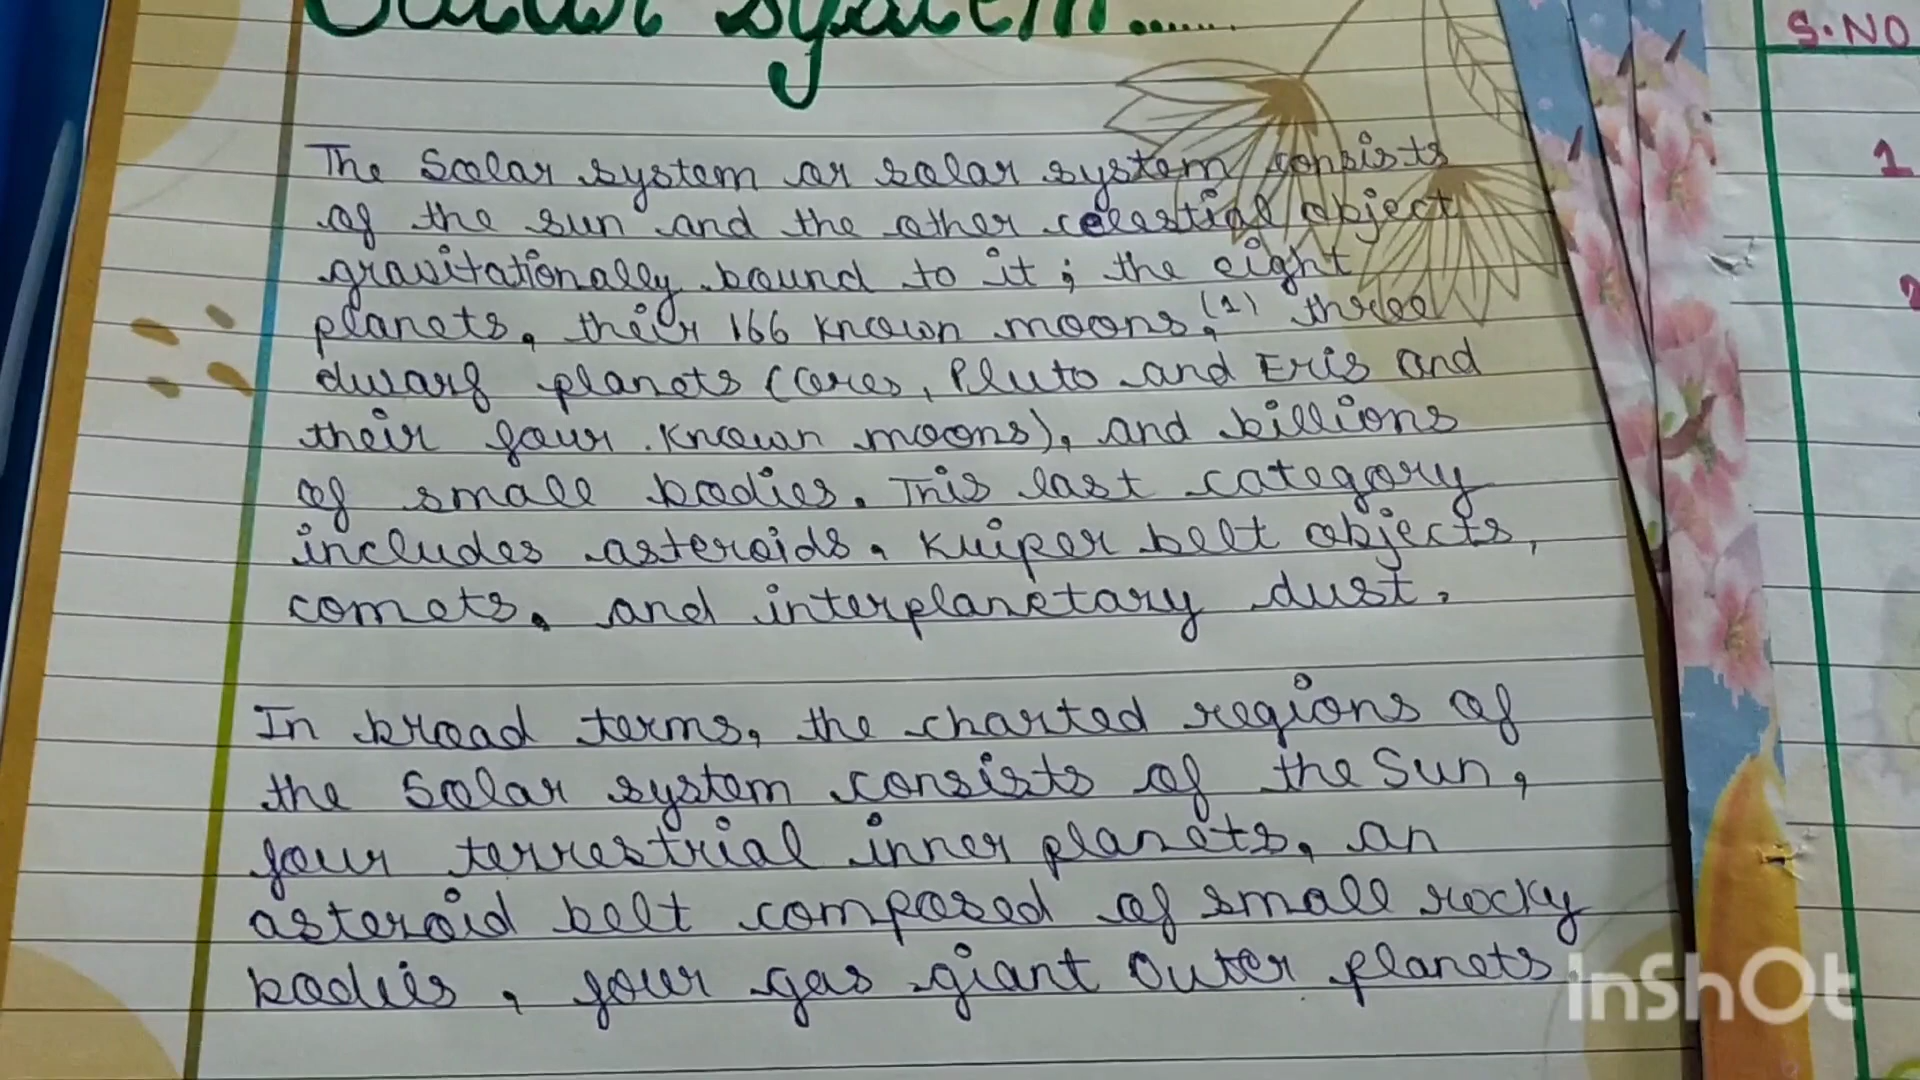 Solar system.......
The Soolar system or solar system consists
of the sun and the other celestial object
gravitationally bound to it; the eight
planets, their 166 known moons,(1) three
dwarf planets (Ceres, Pluto and Eris and
their four known moons), and billions
of small bodies. This last category
includes asteroids, Kuiper belt objects,
comets, and interplanetary dust.
In broad terms, the charted regions of
the Solar system consists of the Sun,
four terrestrial inner planets, an
asteroid belt composed of small rocky
bodies, four gas giant outer planets
S.NO
1
2
InShOt